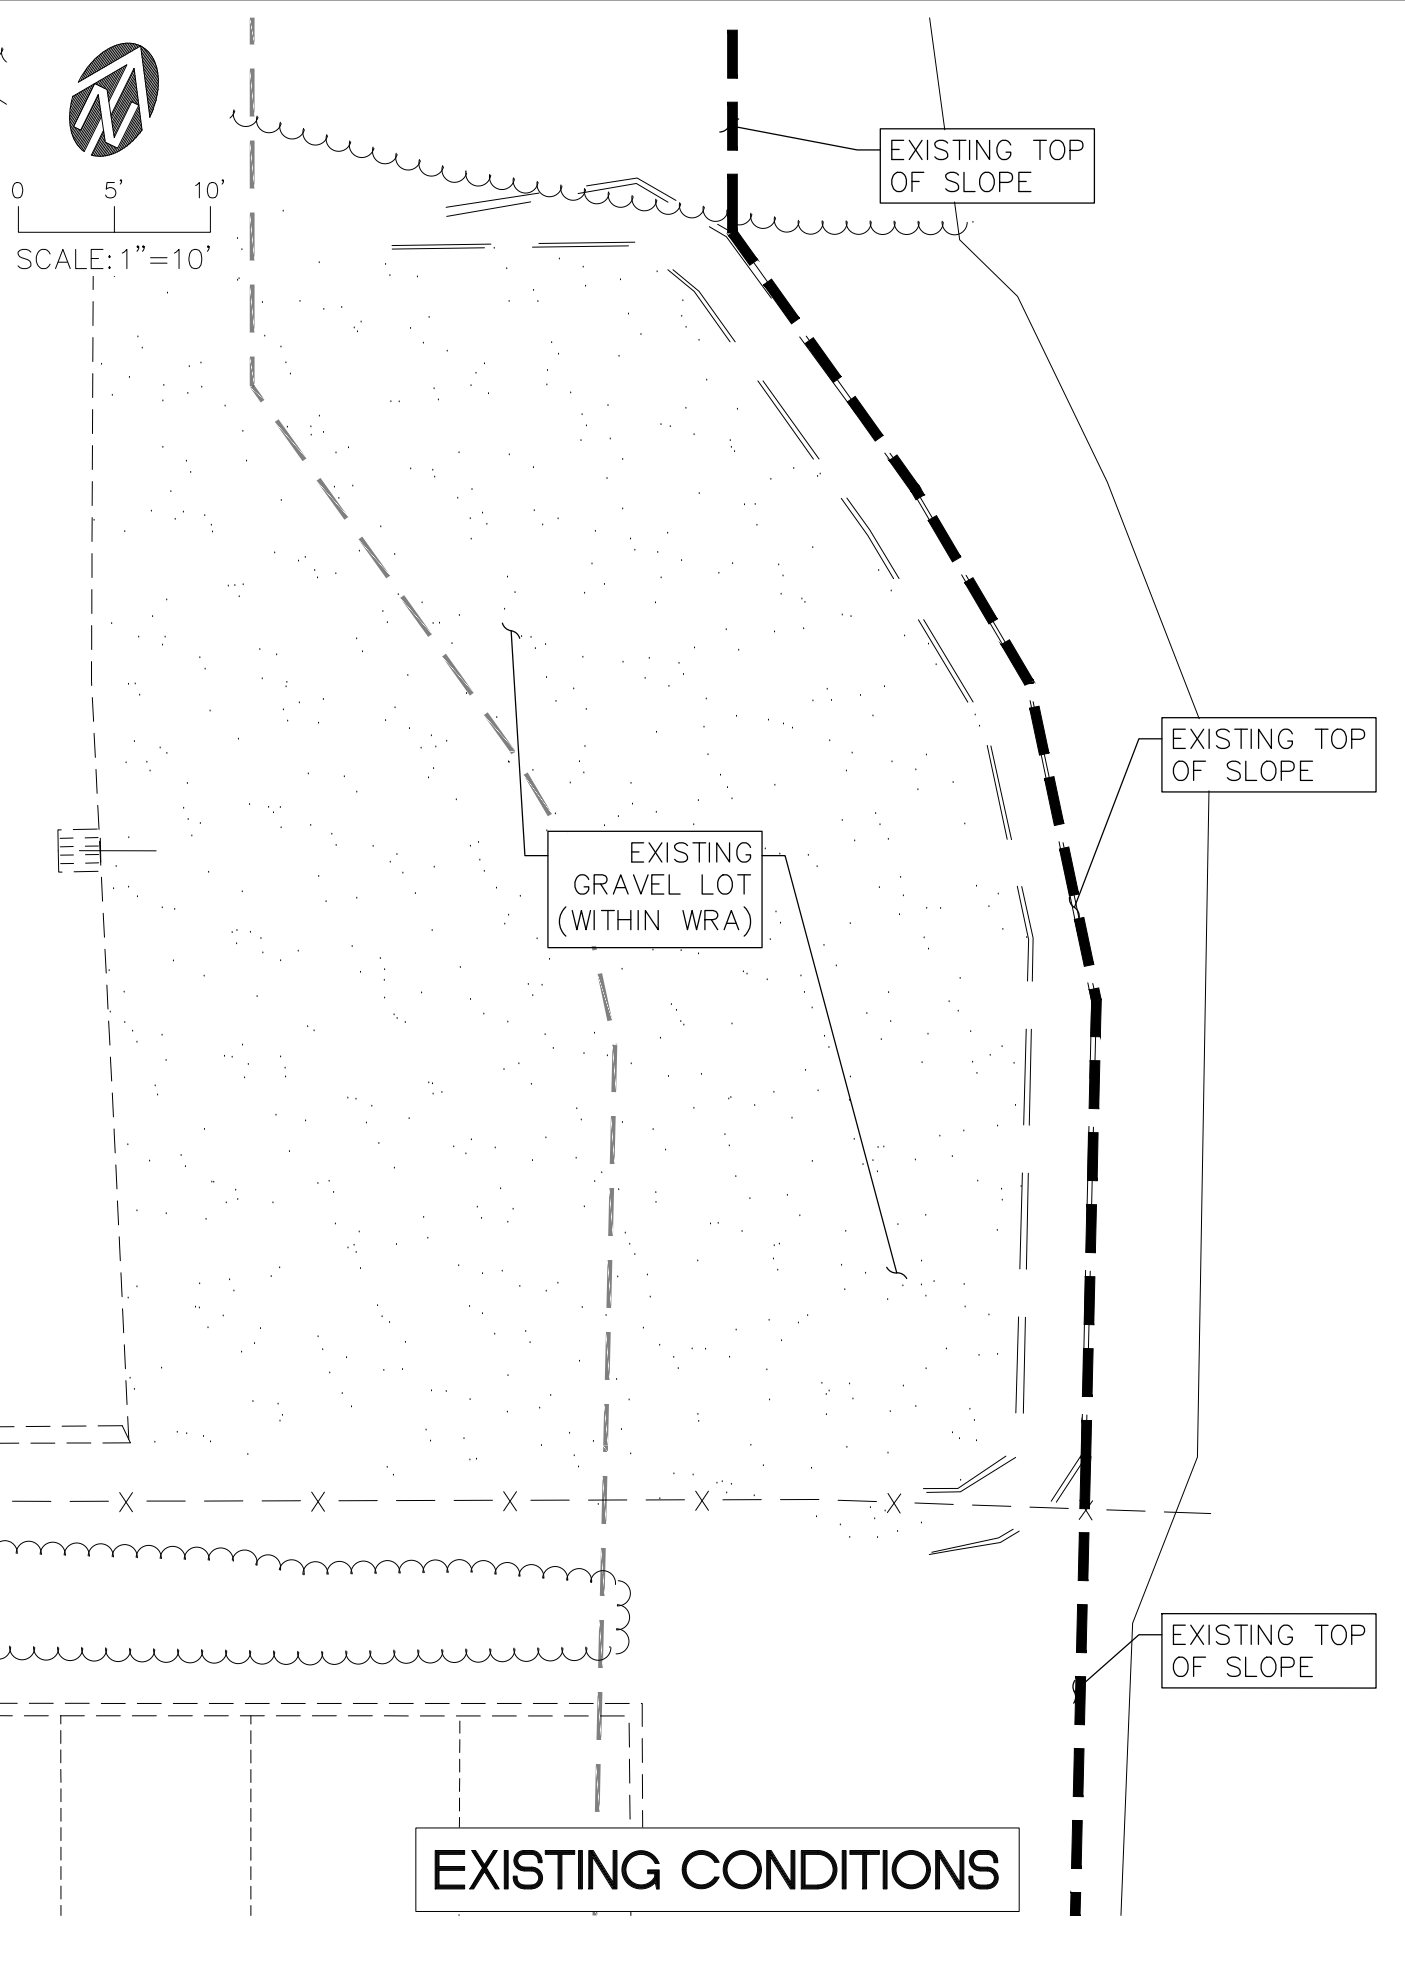 N
0 5' 10'
SCALE: 1"=10'
EXISTING TOP
OF SLOPE
EXISTING TOP
OF SLOPE
EXISTING
GRAVEL LOT
(WITHIN WRA)
X X X X X X
EXISTING TOP
OF SLOPE
EXISTING CONDITIONS